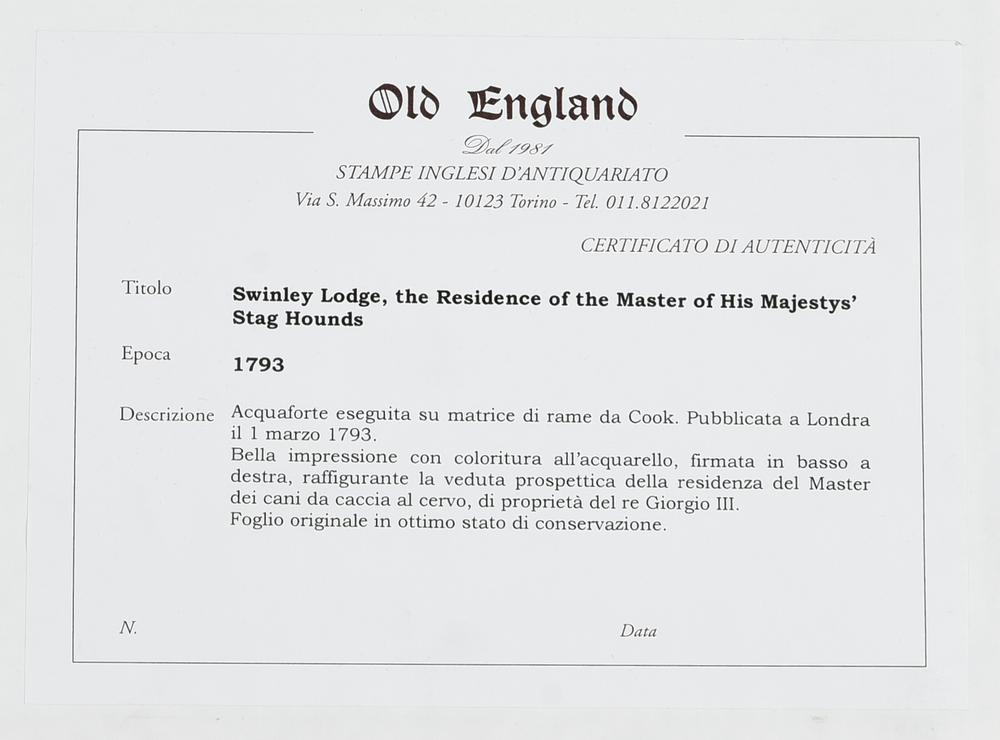 Old England
Dal 1981
STAMPE INGLESI D'ANTIQUARIATO
Via S. Massimo 42 - 10123 Torino - Tel. 011.8122021
CERTIFICATO DI AUTENTICITÀ
Titolo
Swinley Lodge, the Residence of the Master of His Majestys'
Stag Hounds
Epoca
1793
Descrizione
Acquaforte eseguita su matrice di rame da Cook. Pubblicata a Londra
il 1 marzo 1793.
Bella impressione con coloritura all'acquarello, firmata in basso a
destra, raffigurante la veduta prospettica della residenza del Master
dei cani da caccia al cervo, di proprietà del re Giorgio III.
Foglio originale in ottimo stato di conservazione.
N.
Data